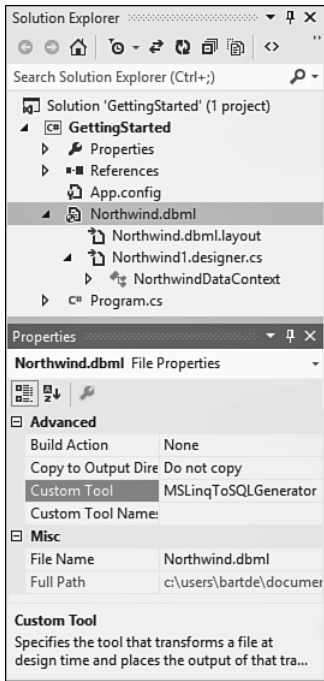 Solution Explorer
Search Solution Explorer (Ctrl+;)
Solution 'GettingStarted' (1 project)
C# GettingStarted
Properties
References
App.config
Northwind.dbml
Northwind.dbml.layout
Northwind1.designer.cs
NorthwindDataContext
C# Program.cs
Properties
Northwind.dbml File Properties
Advanced
Build Action None
Copy to Output Dire Do not copy
Custom Tool MSLinqToSQLGenerator
Custom Tool Names
Misc
File Name Northwind.dbml
Full Path c:\users\bartde\documer
Custom Tool
Specifies the tool that transforms a file at
design time and places the output of that tra...